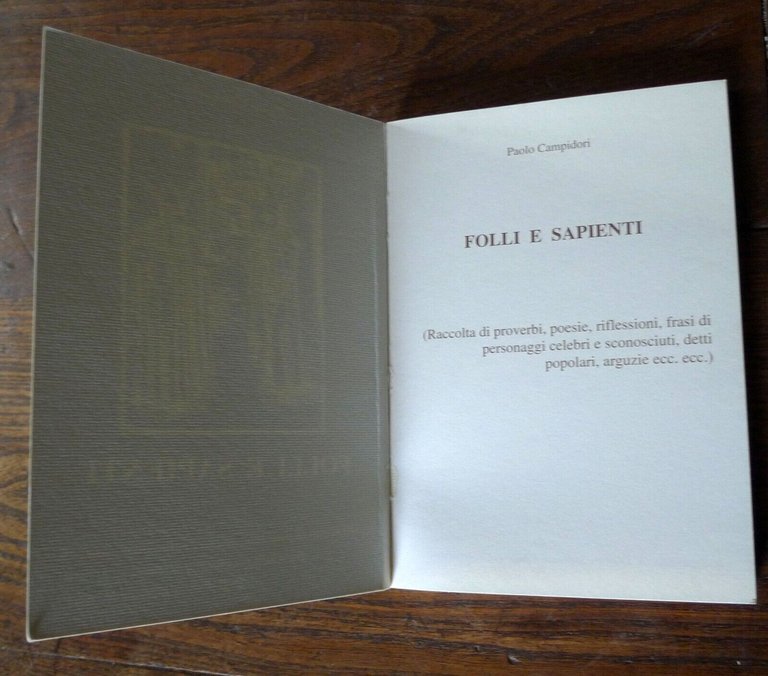 Paolo Campidori
FOLLI E SAPIENTI
(Raccolta di proverbi, poesie, riflessioni, frasi di
personaggi celebri e sconosciuti, detti
popolari, arguzie ecc. ecc.)